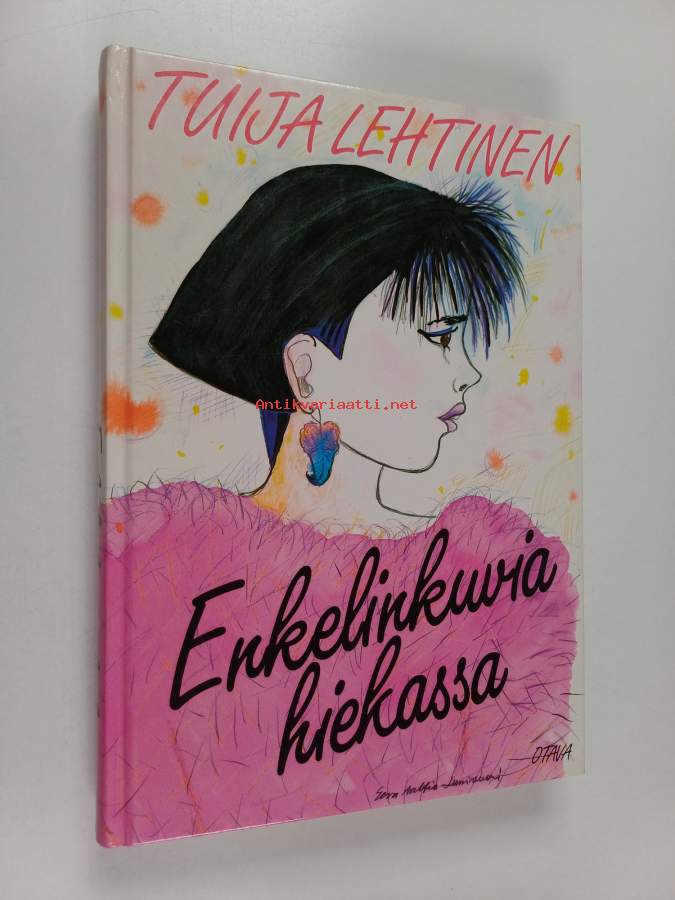 TUIJA LEHTINEN
Antikvariaatti.net
Enkelinkuvia
hiekassa
OTAVA